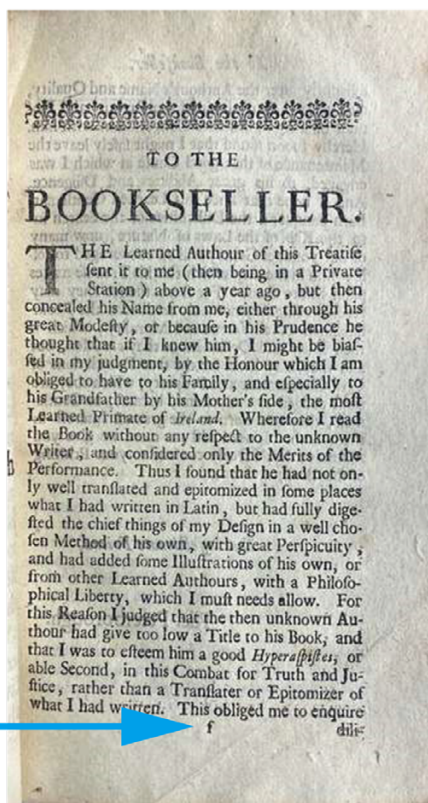 TO THE
BOOKSELLER.
THE Learned Authour of this Treatiſe
ſent it to me (then being in a Private
Station) above a year ago, but then
concealed his Name from me, either through his
great Modeſty, or becauſe in his Prudence he
thought that if I knew him, I might be biaſ-
ſed in my judgment, by the Honour which I am
obliged to have to his Family, and eſpecially to
his Grandfather by his Mother's ſide, the moſt
Learned Primate of Ireland. Wherefore I read
the Book without any reſpect to the unknown
Writer, and conſidered only the Merits of the
Performance. Thus I found that he had not on-
ly well tranſlated and epitomized in ſome places
what I had written in Latin, but had fully dige-
ſted the chief things of my Deſign in a well cho-
ſen Method of his own, with great Perſpicuity,
and had added ſome Illuſtrations of his own, or
from other Learned Authours, with a Philoſo-
phical Liberty, which I muſt needs allow. For
this Reaſon I judged that the then unknown Au-
thour had give too low a Title to his Book, and
that I was to eſteem him a good Hyperaſpiſtes, or
able Second, in this Combat for Truth and Ju-
ſtice, rather than a Tranſlater or Epitomizer of
what I had written. This obliged me to enquire
f dili-